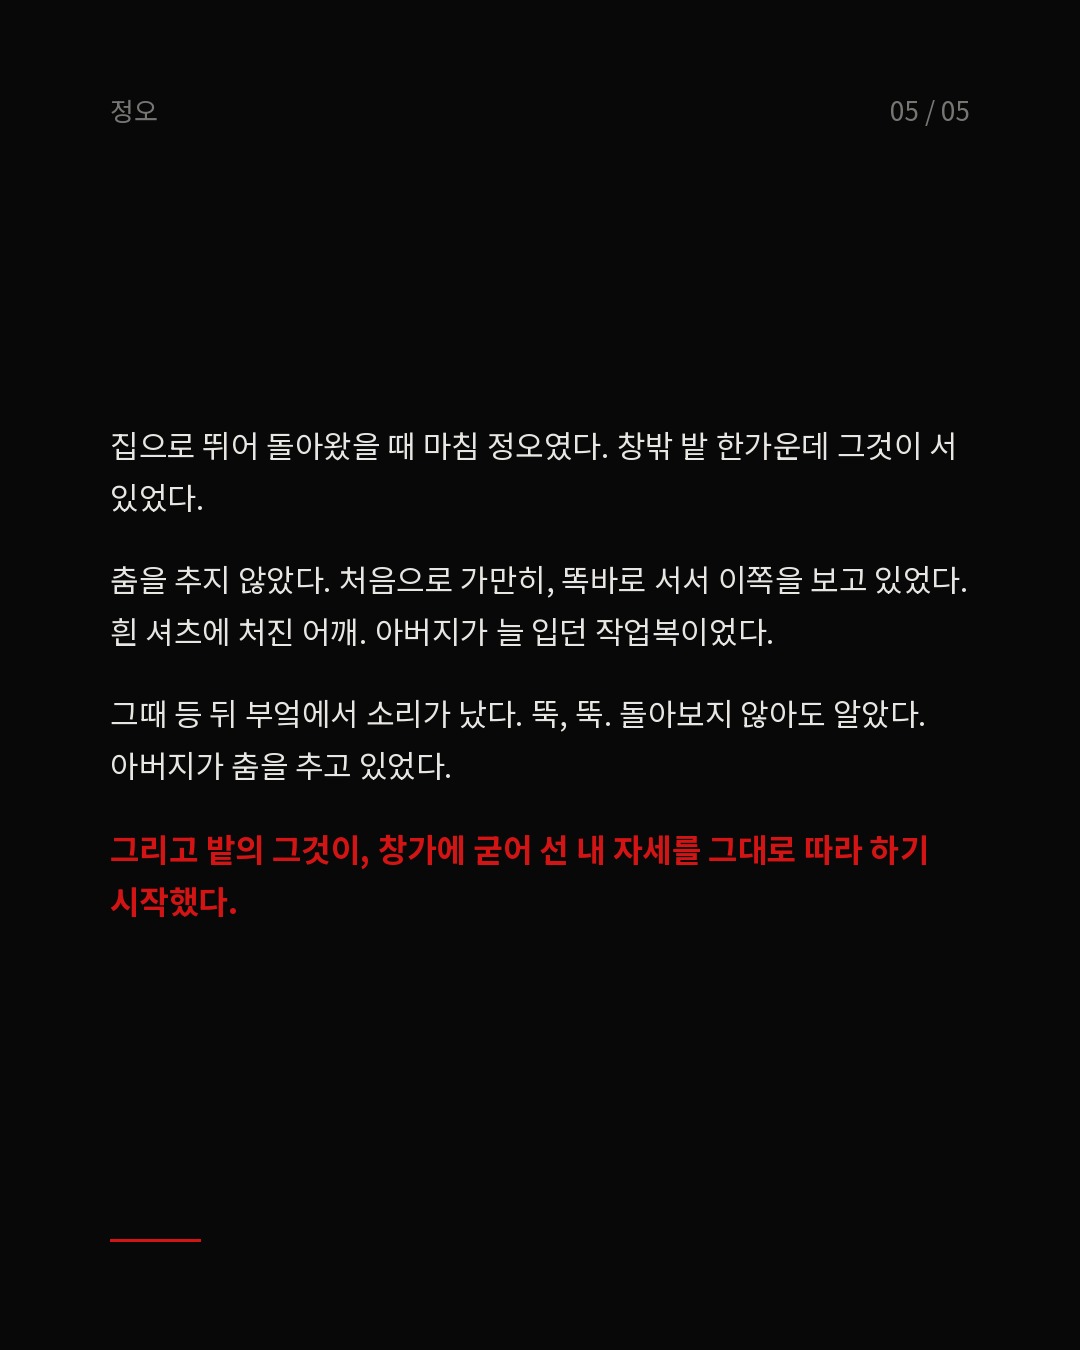 정오
05 / 05
집으로 뛰어 돌아왔을 때 마침 정오였다. 창밖 밭 한가운데 그것이 서
있었다.
춤을 추지 않았다. 처음으로 가만히, 똑바로 서서 이쪽을 보고 있었다.
흰 셔츠에 처진 어깨. 아버지가 늘 입던 작업복이었다.
그때 등 뒤 부엌에서 소리가 났다. 뚝, 뚝. 돌아보지 않아도 알았다.
아버지가 춤을 추고 있었다.
그리고 밭의 그것이, 창가에 굳어 선 내 자세를 그대로 따라 하기
시작했다.